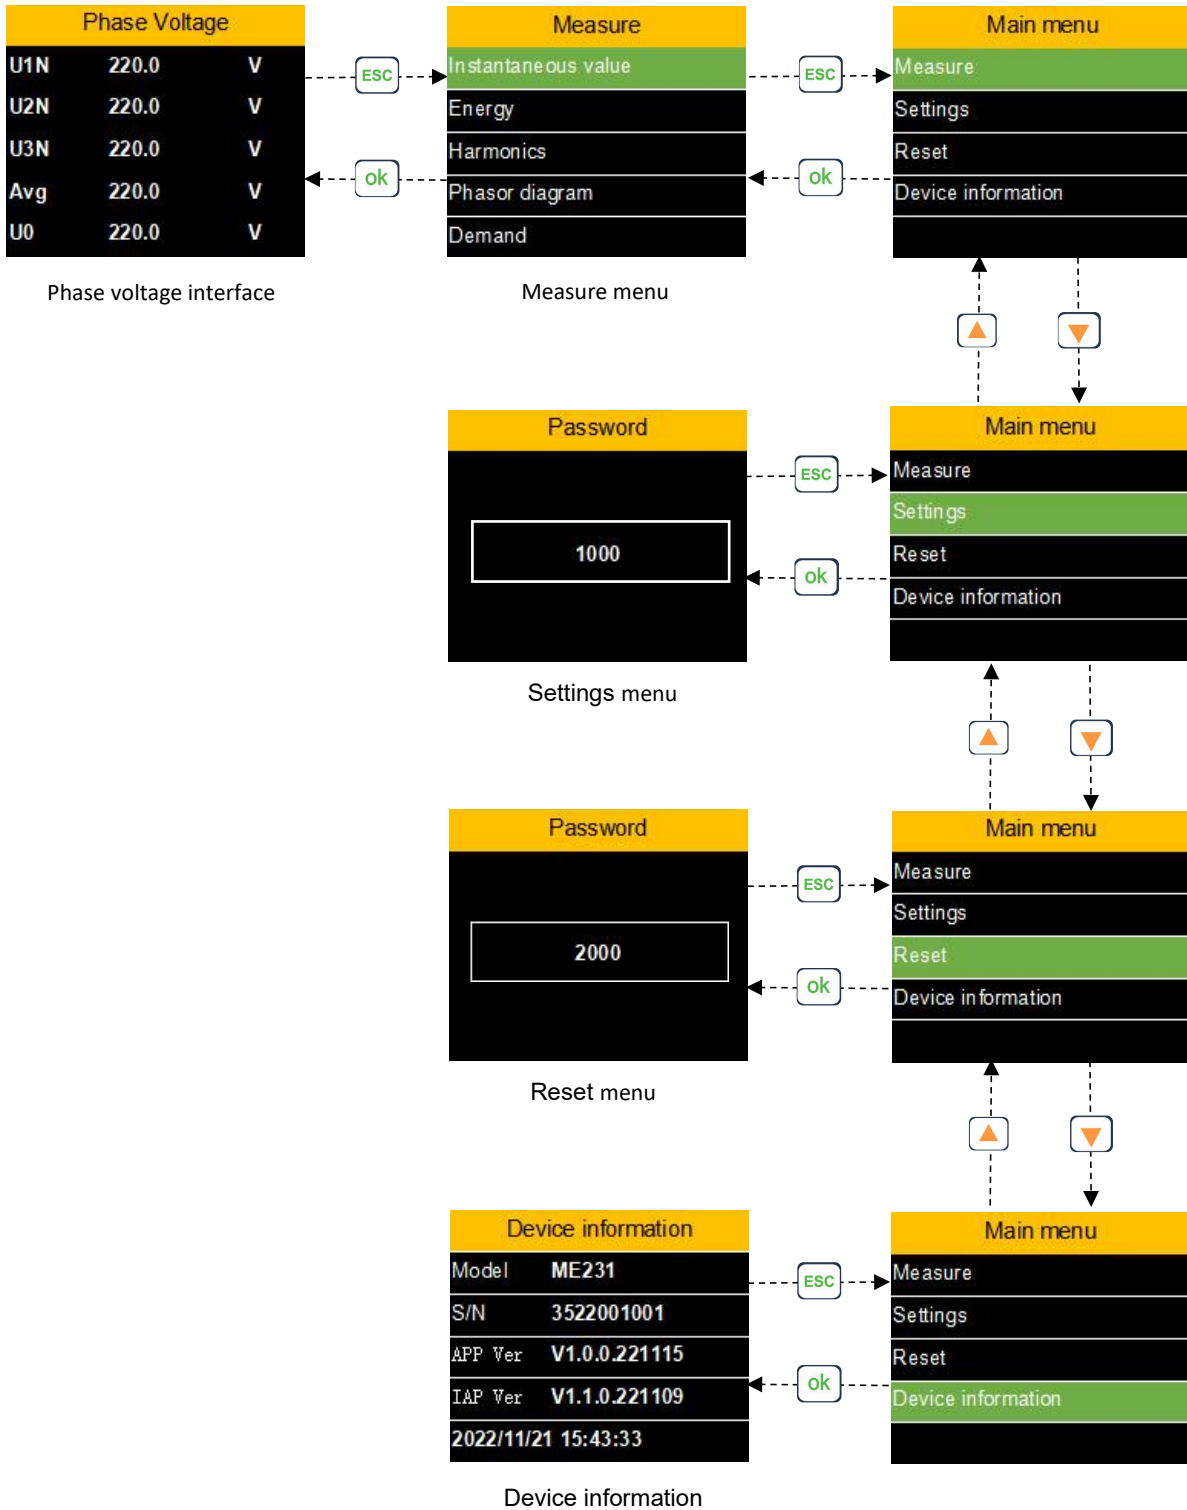 Phase Voltage
U1N 220.0 V
U2N 220.0 V
U3N 220.0 V
Avg 220.0 V
U0 220.0 V
Phase voltage interface
ESC
ok
Measure
Instantaneous value
Energy
Harmonics
Phasor diagram
Demand
Measure menu
ESC
ok
Main menu
Measure
Settings
Reset
Device information
Password
1000
Settings menu
ESC
ok
Main menu
Measure
Settings
Reset
Device information
Password
2000
Reset menu
ESC
ok
Main menu
Measure
Settings
Reset
Device information
Device information
Model ME231
S/N 3522001001
APP Ver V1.0.0.221115
IAP Ver V1.1.0.221109
2022/11/21 15:43:33
Device information
ESC
ok
Main menu
Measure
Settings
Reset
Device information